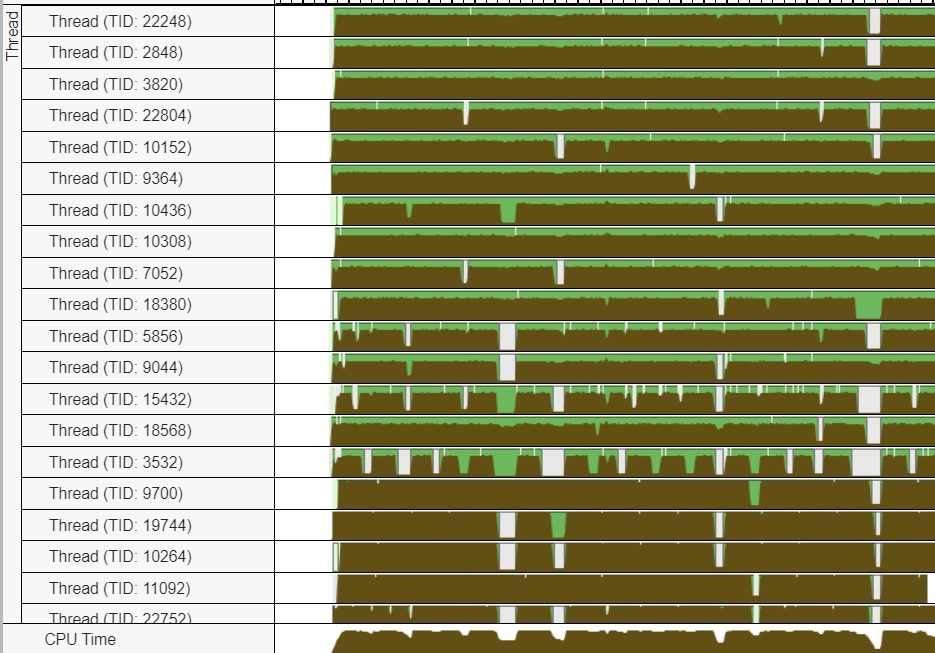 Thread
Thread (TID: 22248)
Thread (TID: 2848)
Thread (TID: 3820)
Thread (TID: 22804)
Thread (TID: 10152)
Thread (TID: 9364)
Thread (TID: 10436)
Thread (TID: 10308)
Thread (TID: 7052)
Thread (TID: 18380)
Thread (TID: 5856)
Thread (TID: 9044)
Thread (TID: 15432)
Thread (TID: 18568)
Thread (TID: 3532)
Thread (TID: 9700)
Thread (TID: 19744)
Thread (TID: 10264)
Thread (TID: 11092)
Thread (TID: 22752)
CPU Time